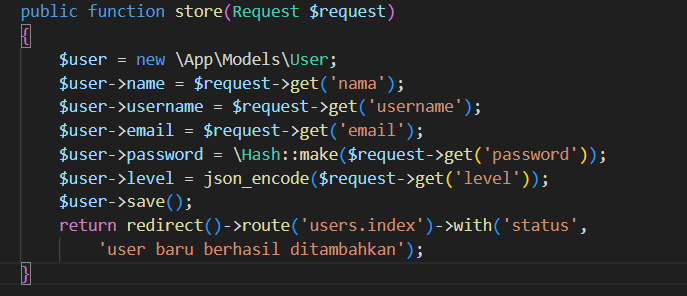 public function store(Request $request)
{
    $user = new \App\Models\User;
    $user->name = $request->get('nama');
    $user->username = $request->get('username');
    $user->email = $request->get('email');
    $user->password = \Hash::make($request->get('password'));
    $user->level = json_encode($request->get('level'));
    $user->save();
    return redirect()->route('users.index')->with('status',
        'user baru berhasil ditambahkan');
}